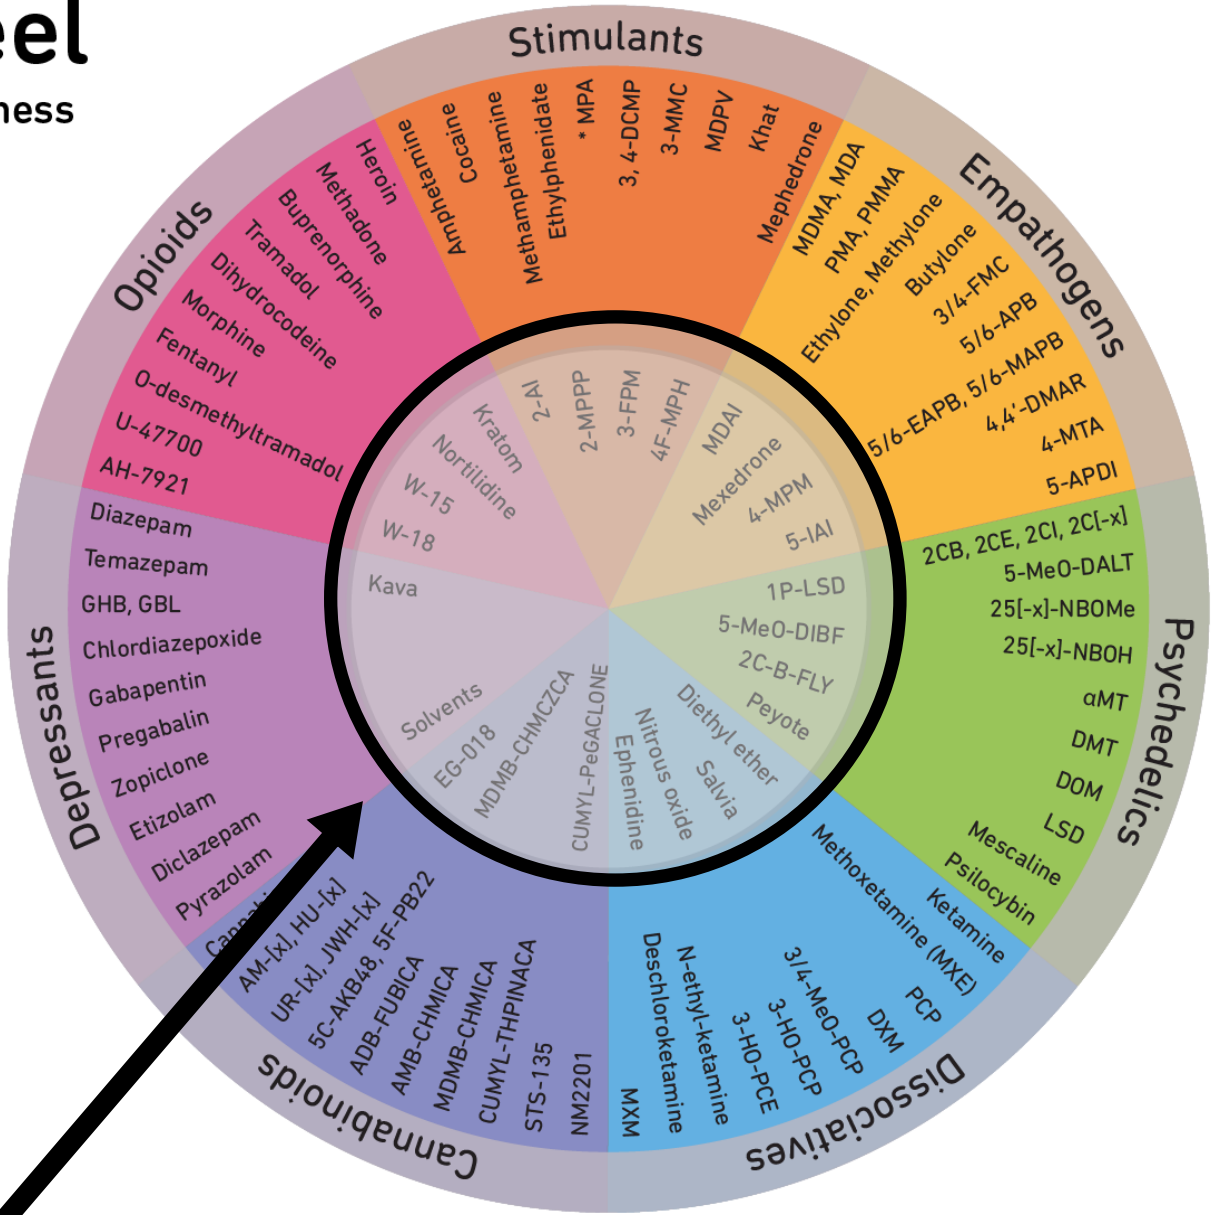 eel
ness
Stimulants
Amphetamine
Cocaine
Methamphetamine
Ethylphenidate
* MPA
3, 4-DCMP
3-MMC
MDPV
Khat
Mephedrone
2-AI
2-MPPP
3-FPM
4F-MPH
Empathogens
MDMA, MDA
PMA, PMMA
Ethylone, Methylone
Butylone
3/4-FMC
5/6-APB
5/6-EAPB, 5/6-MAPB
4,4'-DMAR
4-MTA
5-APDI
MDAI
Mexedrone
4-MPM
5-IAI
Psychedelics
2CB, 2CE, 2CI, 2C[-x]
5-MeO-DALT
25[-x]-NBOMe
25[-x]-NBOH
αMT
DMT
DOM
LSD
Mescaline
Psilocybin
1P-LSD
5-MeO-DIBF
2C-B-FLY
Peyote
Dissociatives
Ketamine
Methoxetamine (MXE)
PCP
DXM
3/4-MeO-PCP
3-HO-PCP
3-HO-PCE
N-ethyl-ketamine
Deschloroketamine
MXM
Diethyl ether
Salvia
Nitrous oxide
Ephenidine
Cannabinoids
NM2201
STS-135
CUMYL-THPINACA
MDMB-CHMICA
AMB-CHMICA
ADB-FUBICA
5C-AKB48, 5F-PB22
UR-[x], JWH-[x]
AM-[x], HU-[x]
CUMYL-PeGACLONE
MDMB-CHMCZCA
EG-018
Depressants
Pyrazolam
Diclazepam
Etizolam
Zopiclone
Pregabalin
Gabapentin
Chlordiazepoxide
GHB, GBL
Temazepam
Diazepam
Solvents
Kava
Opioids
AH-7921
U-47700
O-desmethyltramadol
Fentanyl
Morphine
Dihydrocodeine
Tramadol
Buprenorphine
Methadone
Heroin
W-18
W-15
Nortilidine
Kratom